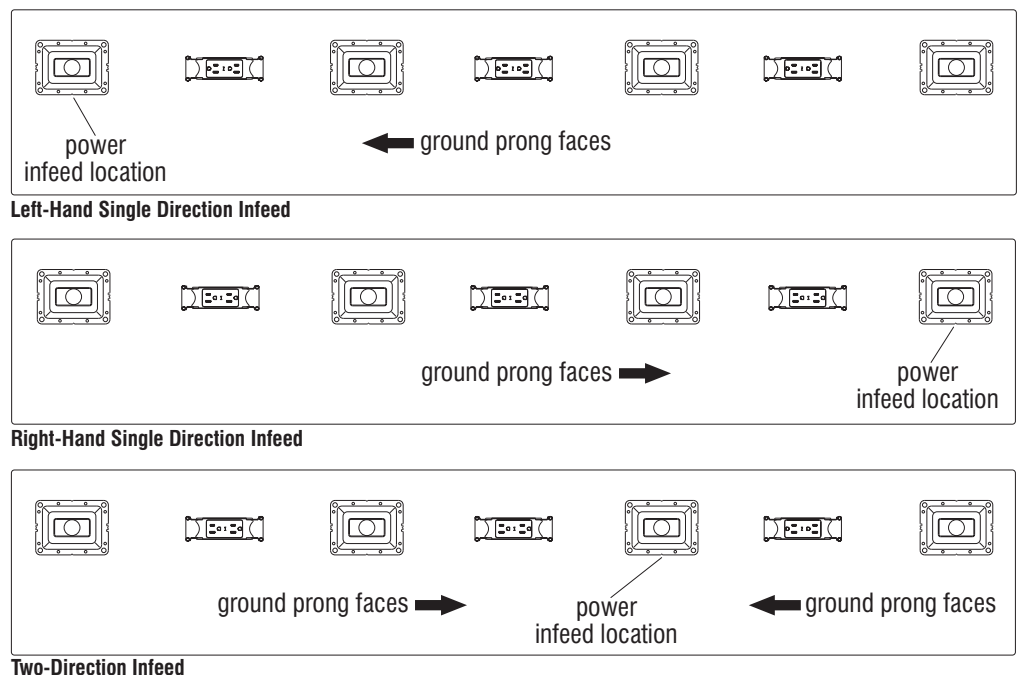 power
infeed location
ground prong faces
Left-Hand Single Direction Infeed
ground prong faces
power
infeed location
Right-Hand Single Direction Infeed
ground prong faces
power
infeed location
ground prong faces
Two-Direction Infeed